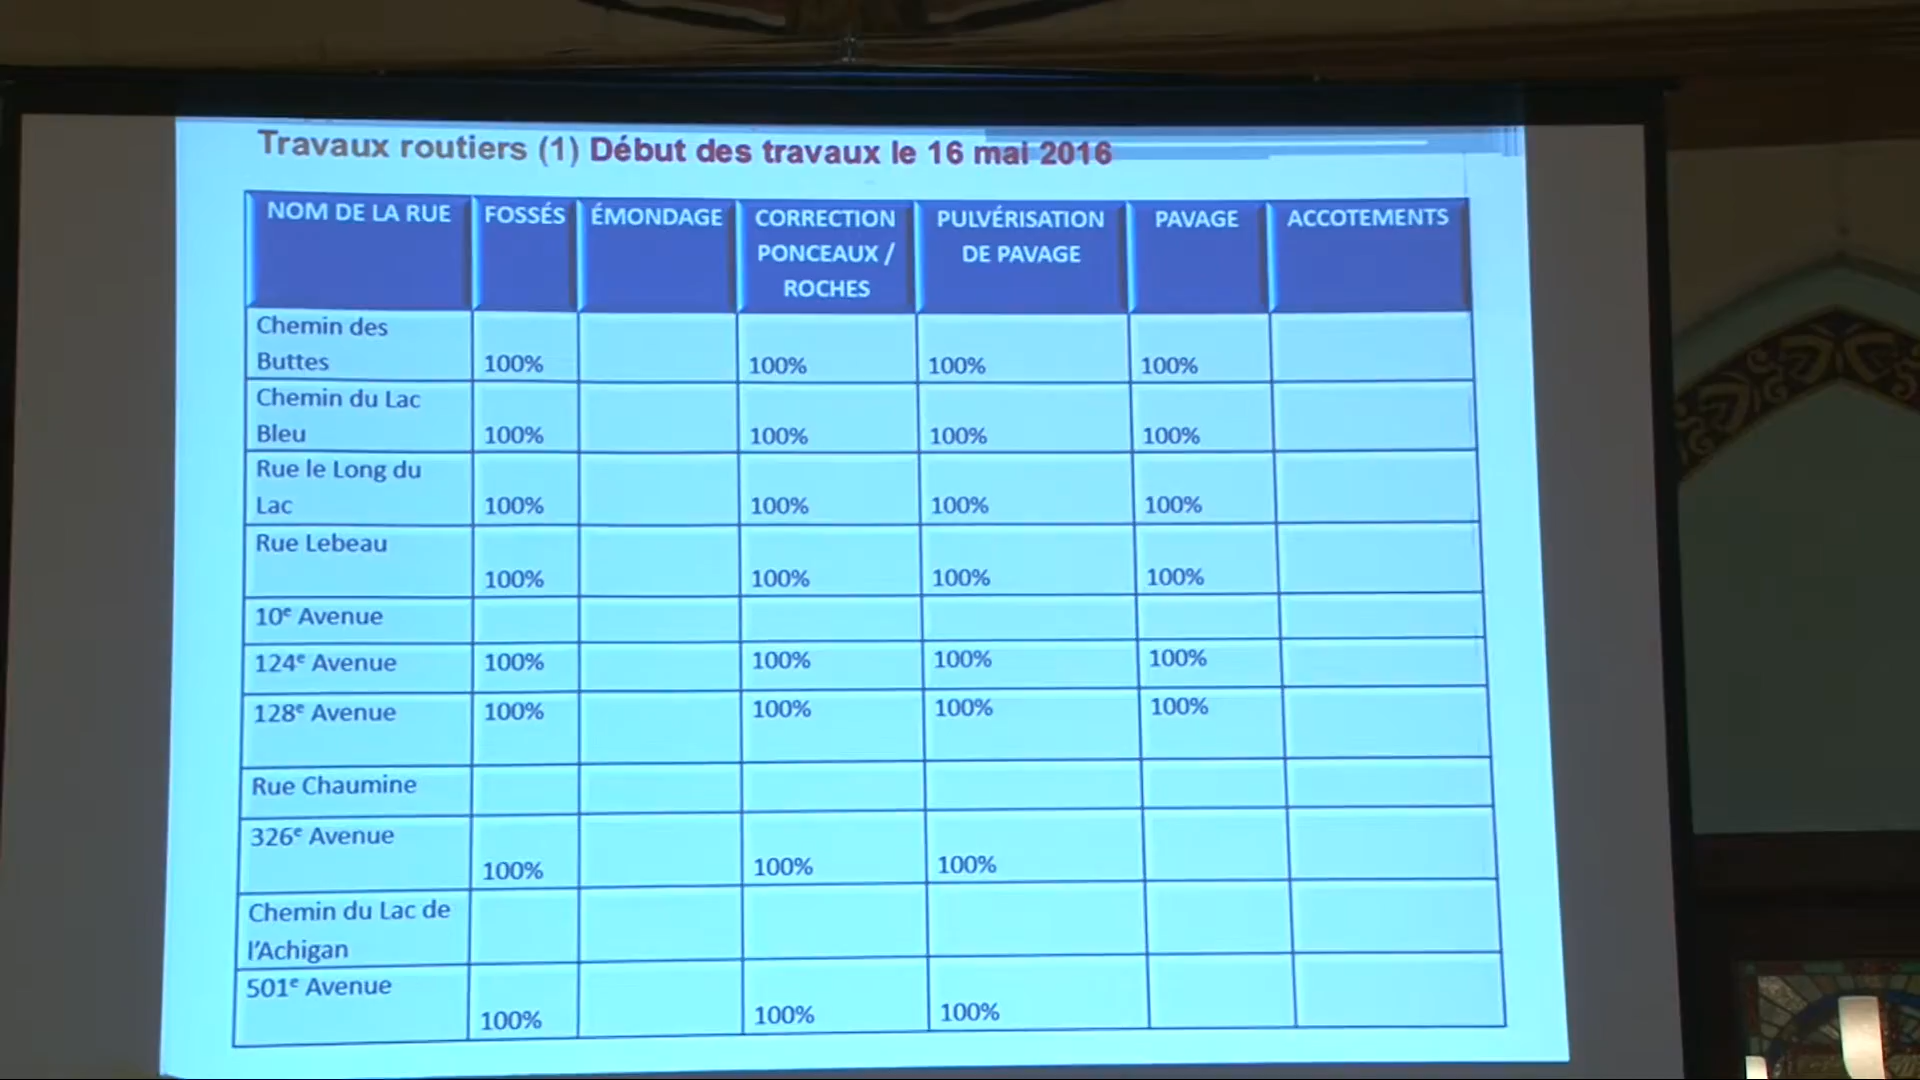 Travaux routiers (1) Début des travaux le 16 mai 2016
NOM DE LA RUE FOSSÉS ÉMONDAGE CORRECTION PONCEAUX / ROCHES PULVÉRISATION DE PAVAGE PAVAGE ACCOTEMENTS
Chemin des
Buttes 100% 100% 100% 100%
Chemin du Lac
Bleu 100% 100% 100% 100%
Rue le Long du
Lac 100% 100% 100% 100%
Rue Lebeau
100% 100% 100% 100%
10e Avenue
124e Avenue 100% 100% 100% 100%
128e Avenue 100% 100% 100% 100%
Rue Chaumine
326e Avenue
100% 100% 100%
Chemin du Lac de
l'Achigan
501e Avenue
100% 100% 100%